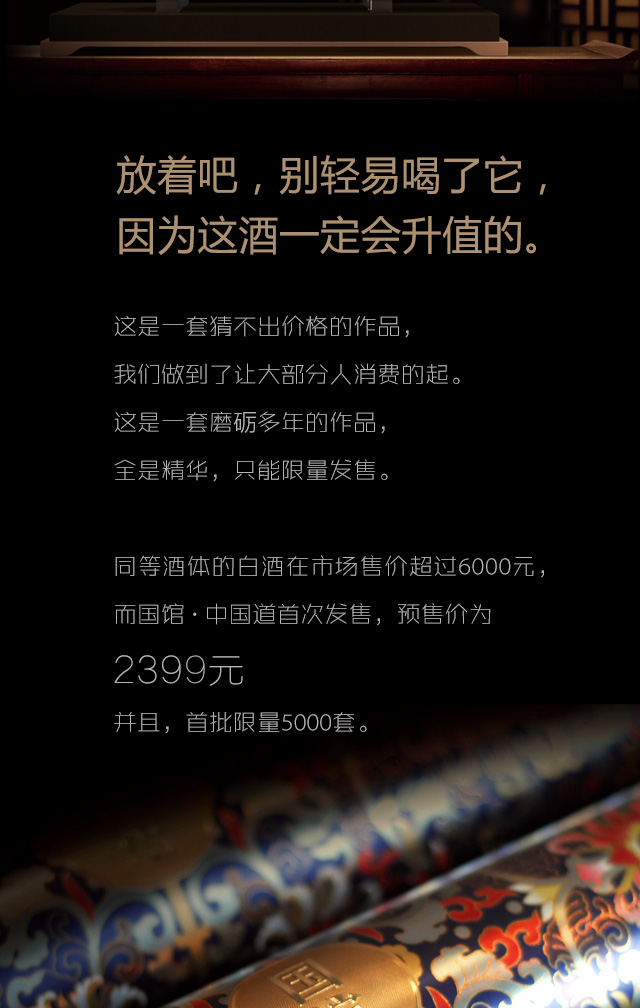 放着吧，别轻易喝了它，
因为这酒一定会升值的。
这是一套猜不出价格的作品，
我们做到了让大部分人消费的起。
这是一套磨砺多年的作品，
全是精华，只能限量发售。
同等酒体的白酒在市场售价超过6000元，
而国馆·中国道首次发售，预售价为
2399元
并且，首批限量5000套。